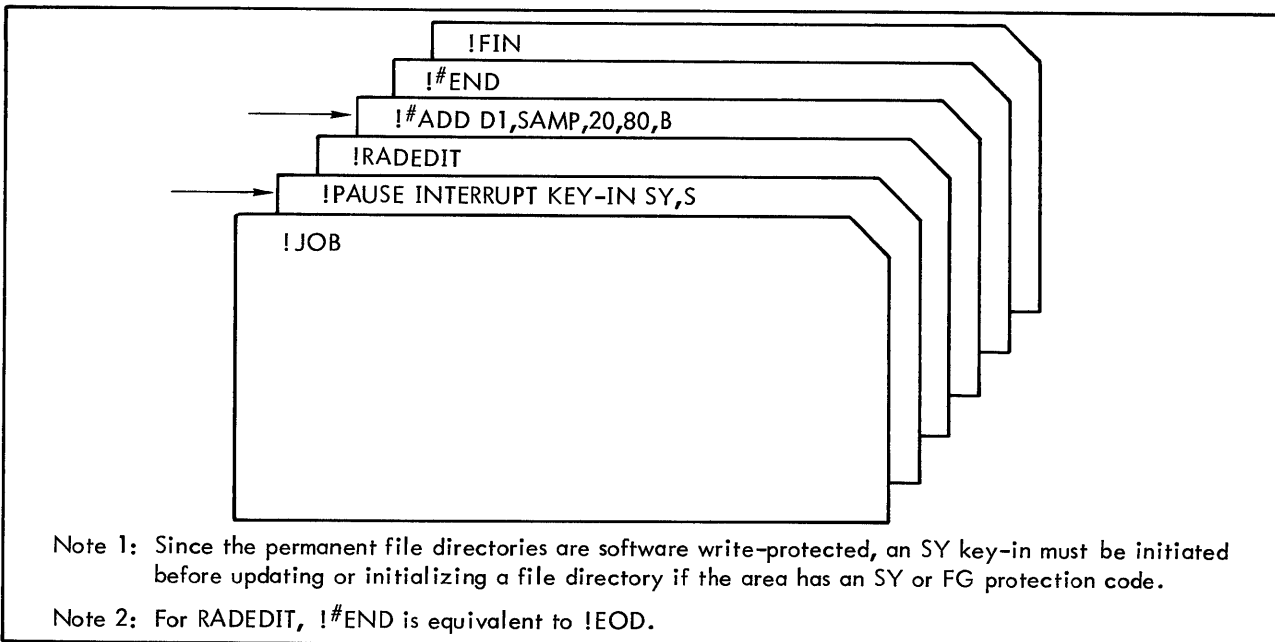 !FIN
!#END
!#ADD D1,SAMP,20,80,B
!RADEDIT
!PAUSE INTERRUPT KEY-IN SY,S
!JOB
Note 1: Since the permanent file directories are software write-protected, an SY key-in must be initiated
before updating or initializing a file directory if the area has an SY or FG protection code.
Note 2: For RADEDIT, !#END is equivalent to !EOD.